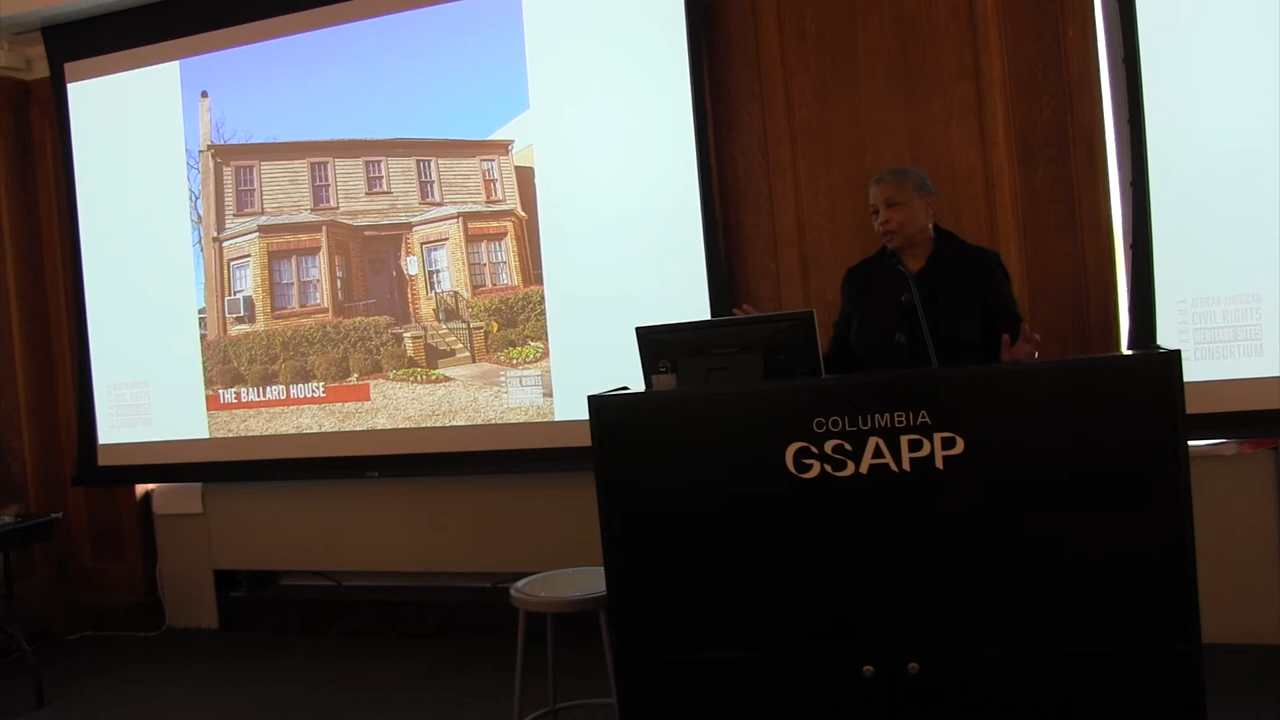 THE BALLARD HOUSE
COLUMBIA
GSAPP
AFRICAN-AMERICAN
CIVIL RIGHTS
HERITAGE SITES
CONSORTIUM